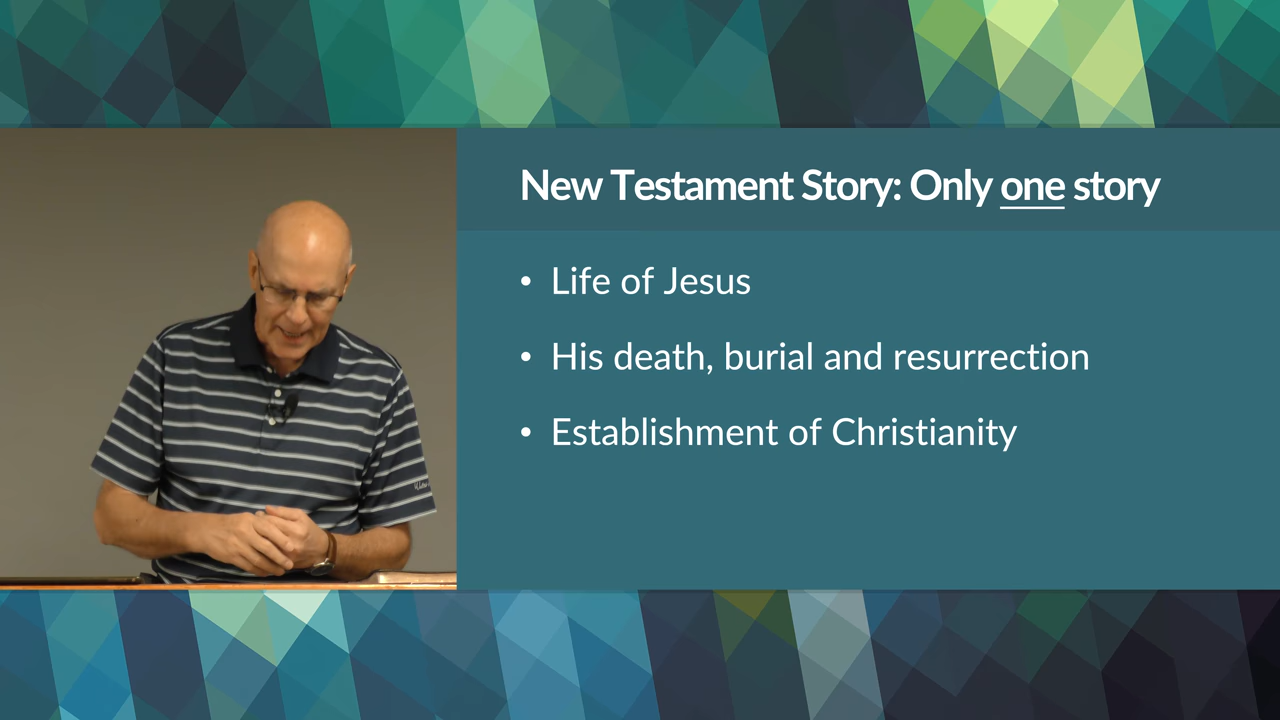 New Testament Story: Only one story
• Life of Jesus
• His death, burial and resurrection
• Establishment of Christianity